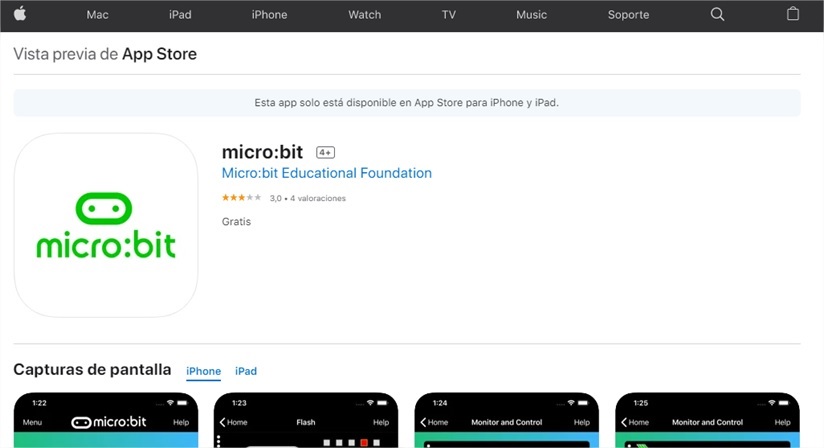 Mac iPad iPhone Watch TV Music Soporte
Vista previa de App Store
Esta app solo está disponible en App Store para iPhone y iPad.
micro:bit 4+
Micro:bit Educational Foundation
3,0 • 4 valoraciones
Gratis
micro:bit
Capturas de pantalla iPhone iPad
1:22
Menu micro:bit Help
1:23
Home Flash Help
1:24
Home Monitor and Control Help
1:25
Home Monitor and Control Help